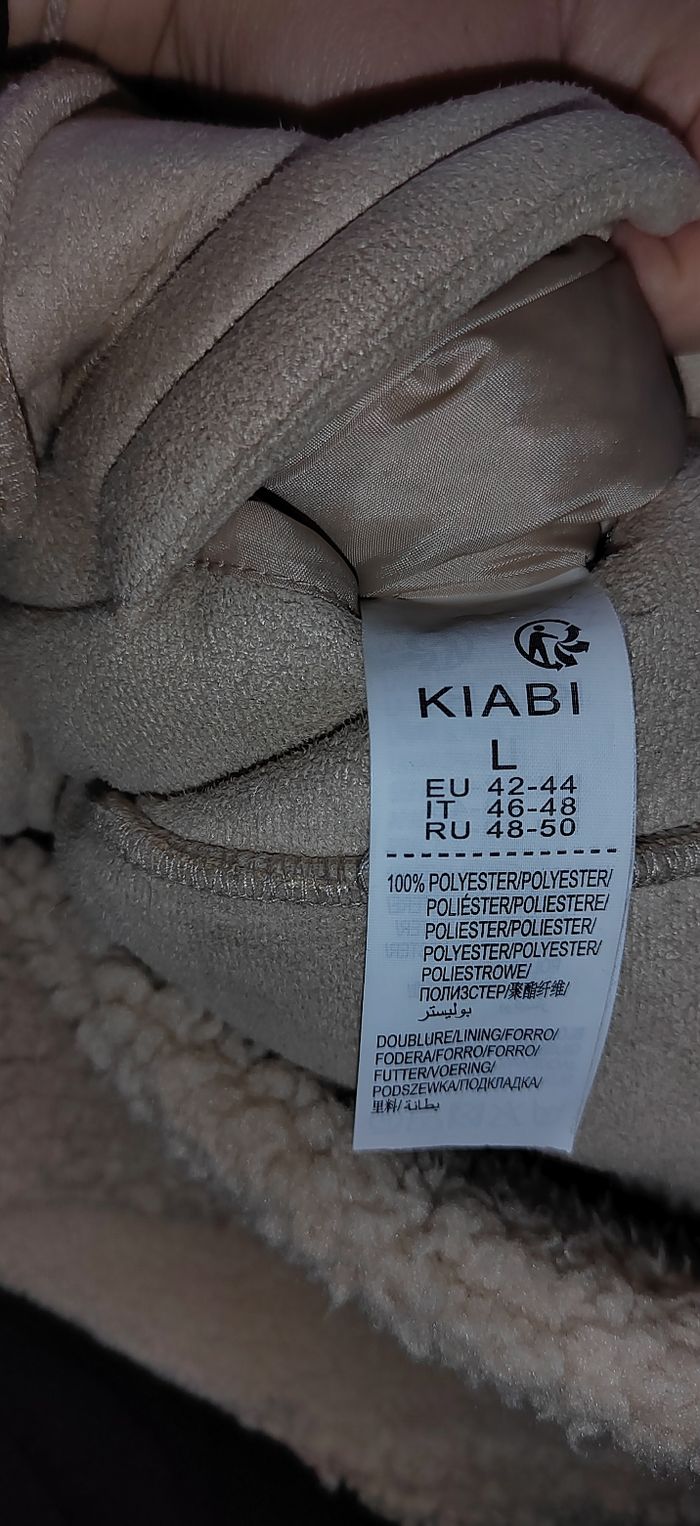 KIABI
L
EU 42-44
IT 46-48
RU 48-50
100% POLYESTER/POLYESTER/
POLIÉSTER/POLIESTERE/
POLIESTER/POLIESTER/
POLYESTER/POLYESTER/
POLIESTROWE/
ПОЛИЗСТЕР/聚酯纤维/
بوليستر
DOUBLURE/LINING/FORRO/
FODERA/FORRO/FORRO/
FUTTER/VOERING/
PODSZEWKA/ПОДКЛАДКА/
里料/بطانة